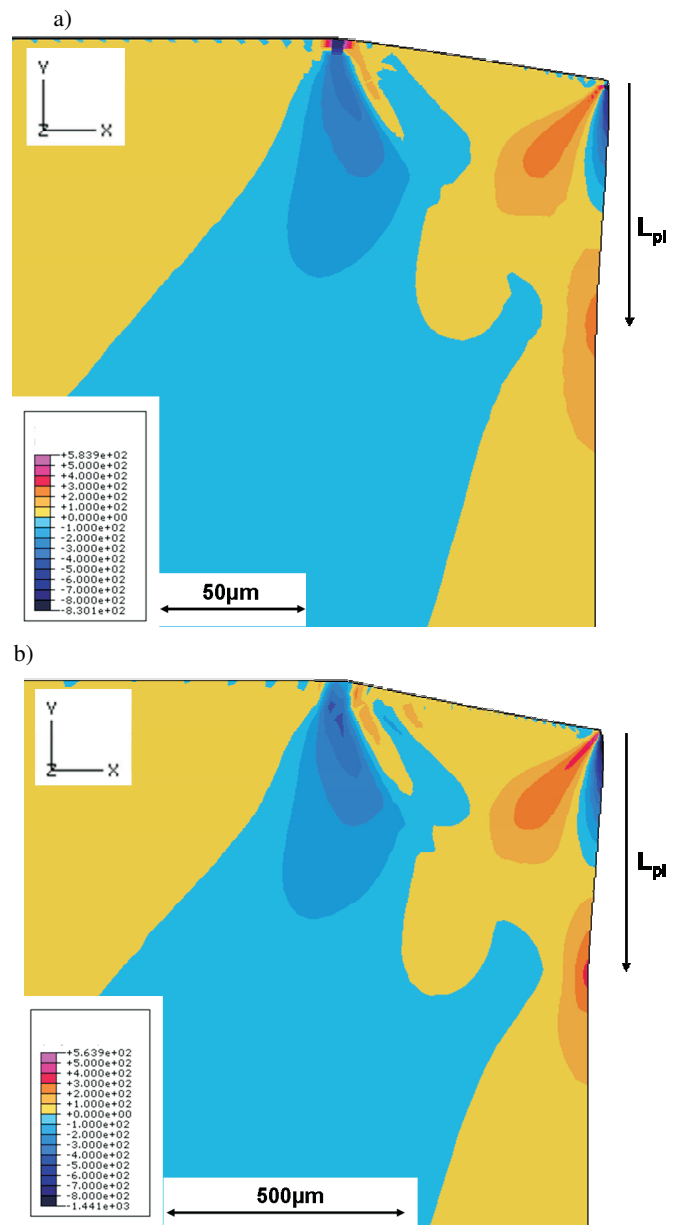 a)
Y
Z X
L_pl
+5.839e+02
+5.000e+02
+4.000e+02
+3.000e+02
+2.000e+02
+1.000e+02
+0.000e+00
-1.000e+02
-2.000e+02
-3.000e+02
-4.000e+02
-5.000e+02
-6.000e+02
-7.000e+02
-8.000e+02
-8.301e+02
50μm
b)
Y
Z X
L_pl
+5.639e+02
+5.000e+02
+4.000e+02
+3.000e+02
+2.000e+02
+1.000e+02
+0.000e+00
-1.000e+02
-2.000e+02
-3.000e+02
-4.000e+02
-5.000e+02
-6.000e+02
-7.000e+02
-8.000e+02
-1.441e+03
500μm